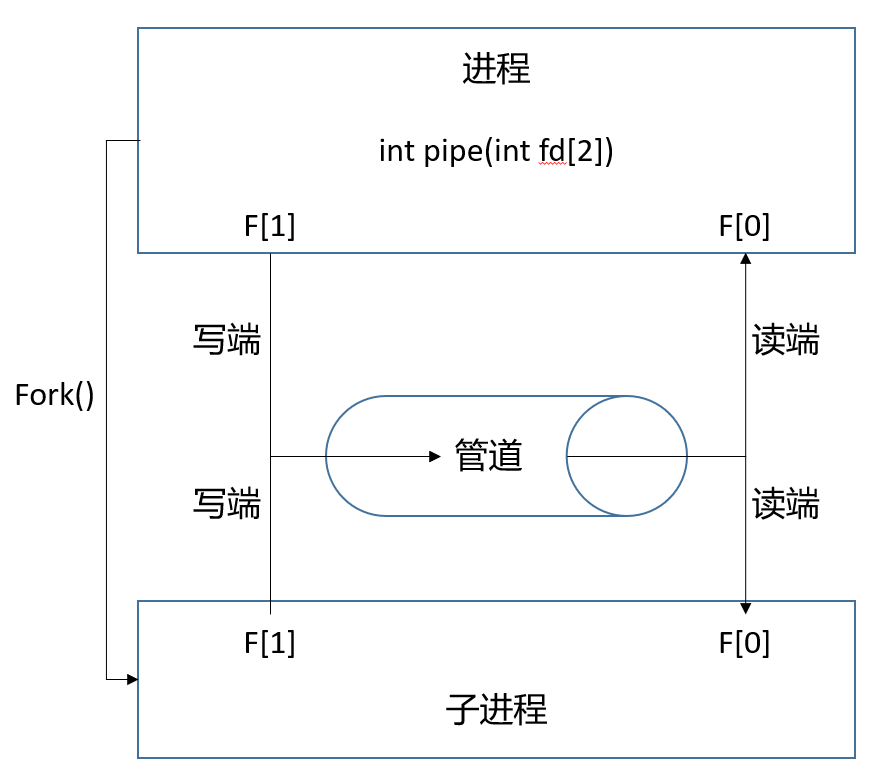 进程
int pipe(int fd[2])
F[1]
F[0]
写端
读端
Fork()
管道
写端
读端
F[1]
F[0]
子进程